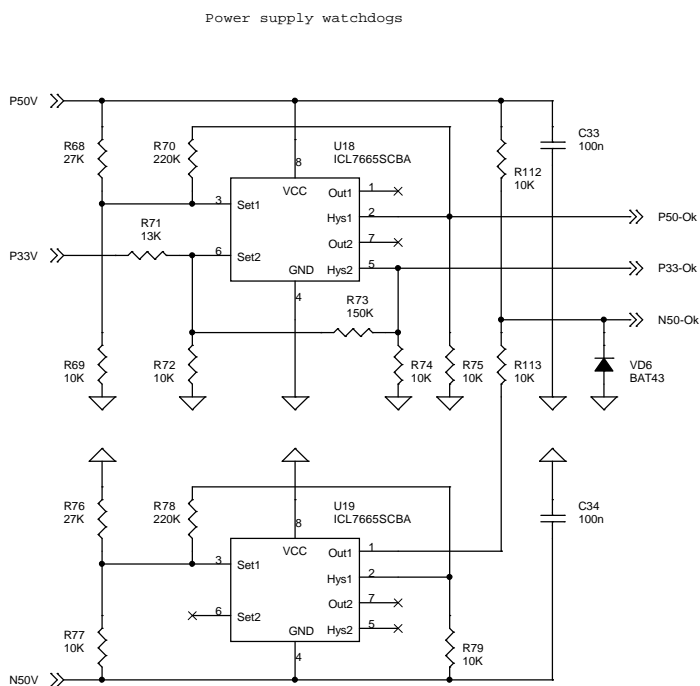 Power supply watchdogs
P50V
R68
27K
R70
220K
U18
ICL7665SCBA
8
VCC
3
Set1
Out1
1
Hys1
2
R71
13K
P33V
6
Set2
Out2
7
GND
Hys2
5
4
R112
10K
C33
100n
P50-Ok
P33-Ok
N50-Ok
R73
150K
R69
10K
R72
10K
R74
10K
R75
10K
R113
10K
VD6
BAT43
R76
27K
R78
220K
U19
ICL7665SCBA
8
VCC
3
Set1
Out1
1
Hys1
2
6
Set2
Out2
7
GND
Hys2
5
4
C34
100n
R77
10K
R79
10K
N50V